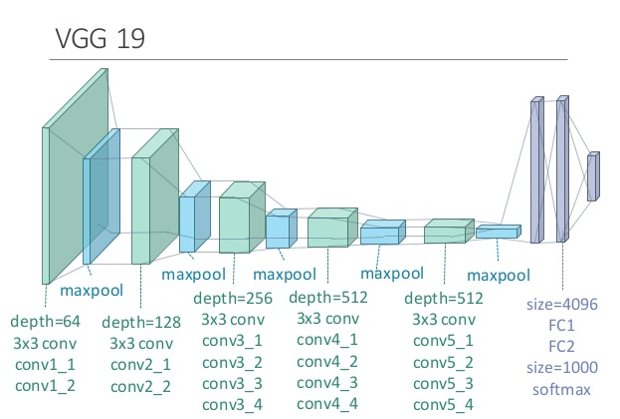 VGG 19
maxpool
maxpool
maxpool
maxpool
maxpool
depth=64
3x3 conv
conv1_1
conv1_2
depth=128
3x3 conv
conv2_1
conv2_2
depth=256
3x3 conv
conv3_1
conv3_2
conv3_3
conv3_4
depth=512
3x3 conv
conv4_1
conv4_2
conv4_3
conv4_4
depth=512
3x3 conv
conv5_1
conv5_2
conv5_3
conv5_4
size=4096
FC1
FC2
size=1000
softmax